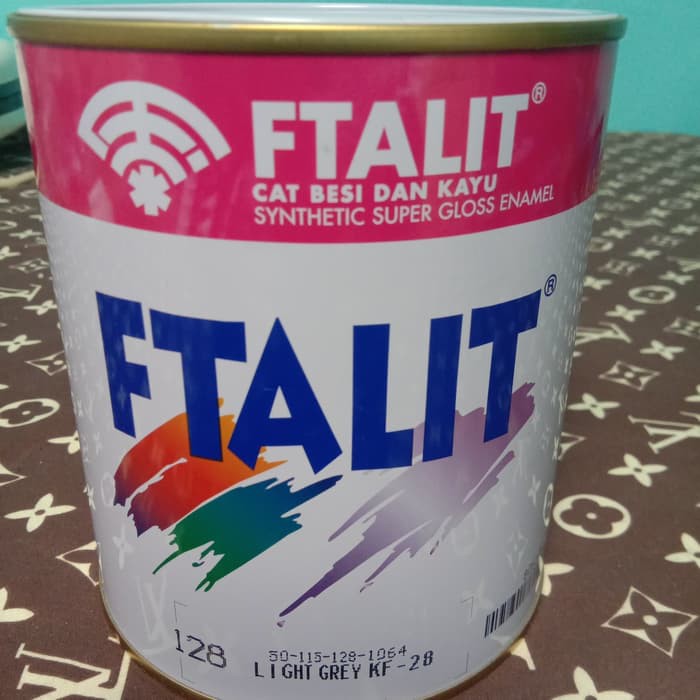 FTALIT®
CAT BESI DAN KAYU
SYNTHETIC SUPER GLOSS ENAMEL
FTALIT®
128
50-115-128-1064
LIGHT GREY KF-28